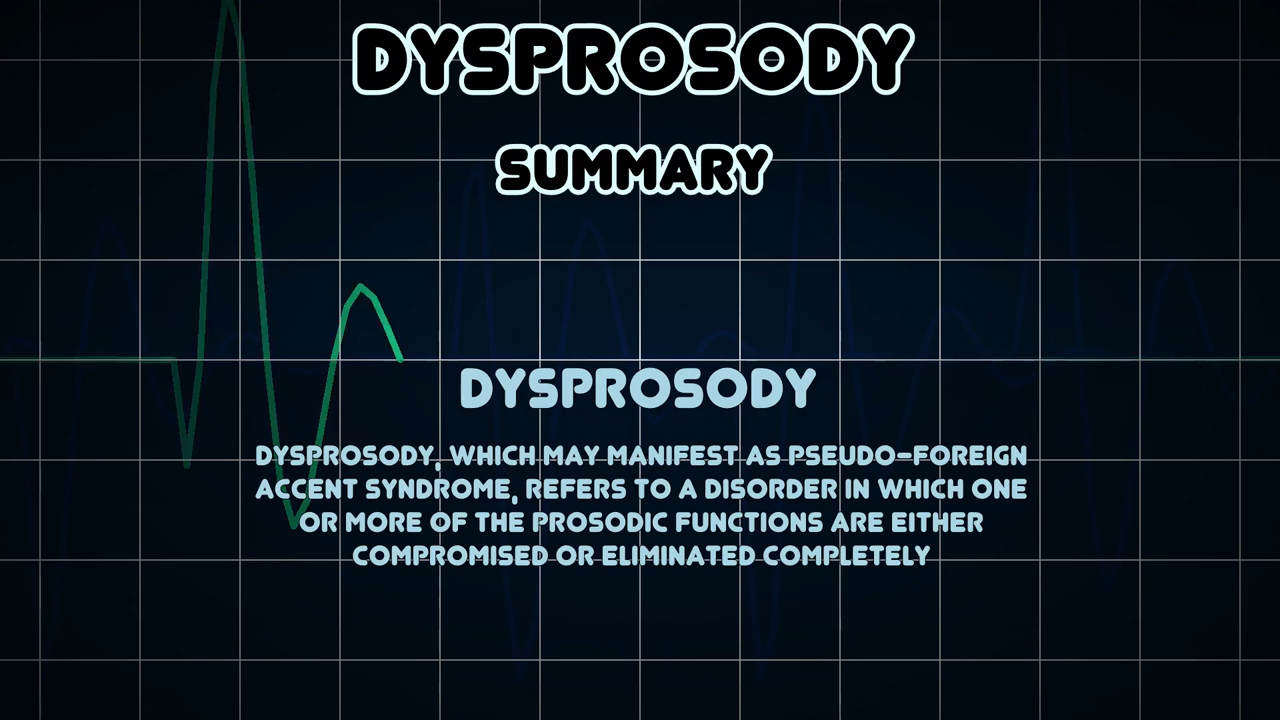 DYSPROSODY
SUMMARY
DYSPROSODY
DYSPROSODY, WHICH MAY MANIFEST AS PSEUDO-FOREIGN
ACCENT SYNDROME, REFERS TO A DISORDER IN WHICH ONE
OR MORE OF THE PROSODIC FUNCTIONS ARE EITHER
COMPROMISED OR ELIMINATED COMPLETELY